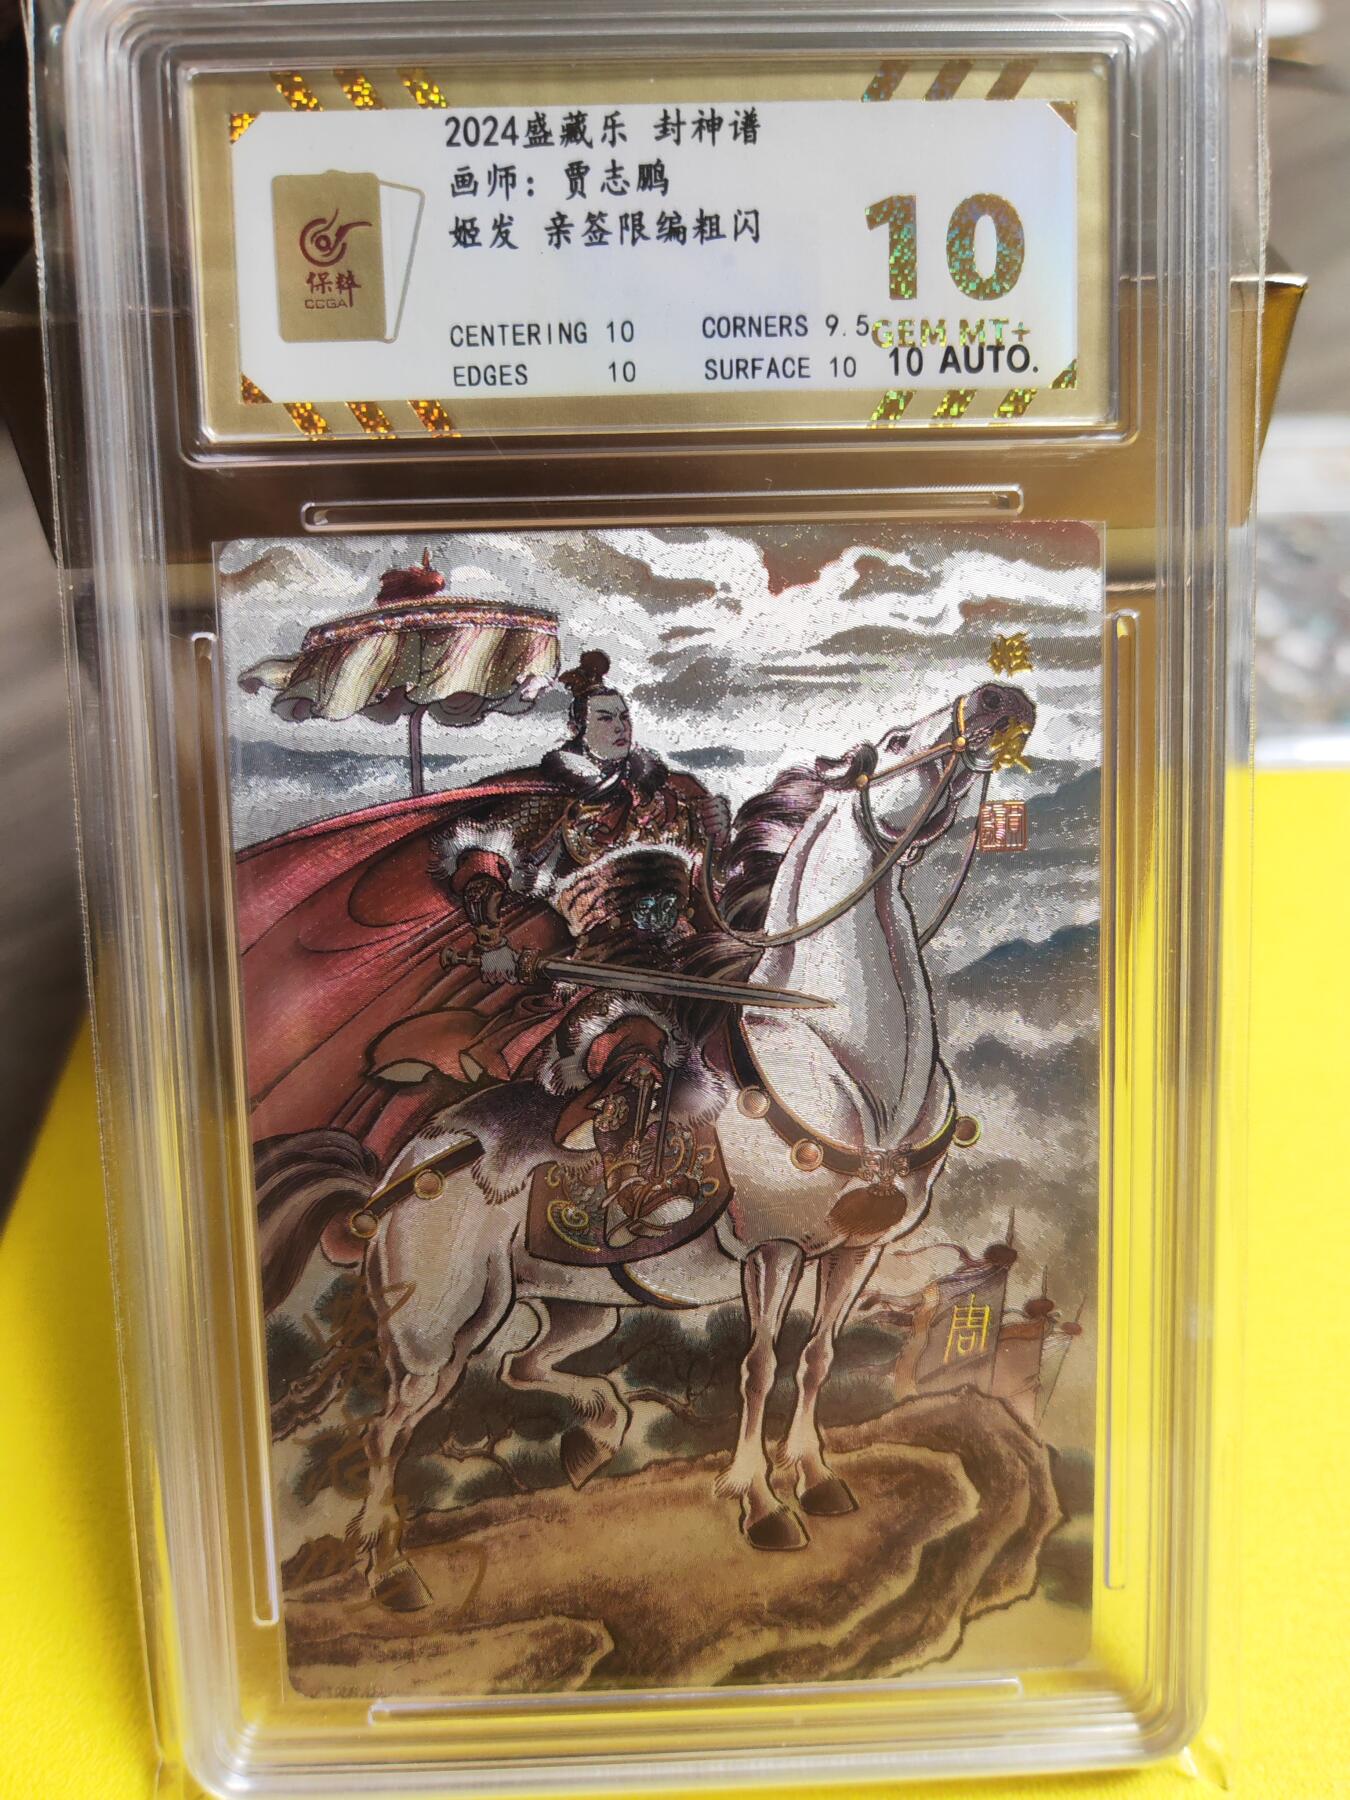 2024盛藏乐 封神谱
画师：贾志鹏
姬发 亲签限编粗闪
保粹
CCGA
10
GEM MT+
CENTERING 10 CORNERS 9.5
EDGES 10 SURFACE 10 10 AUTO.
姬
发
周